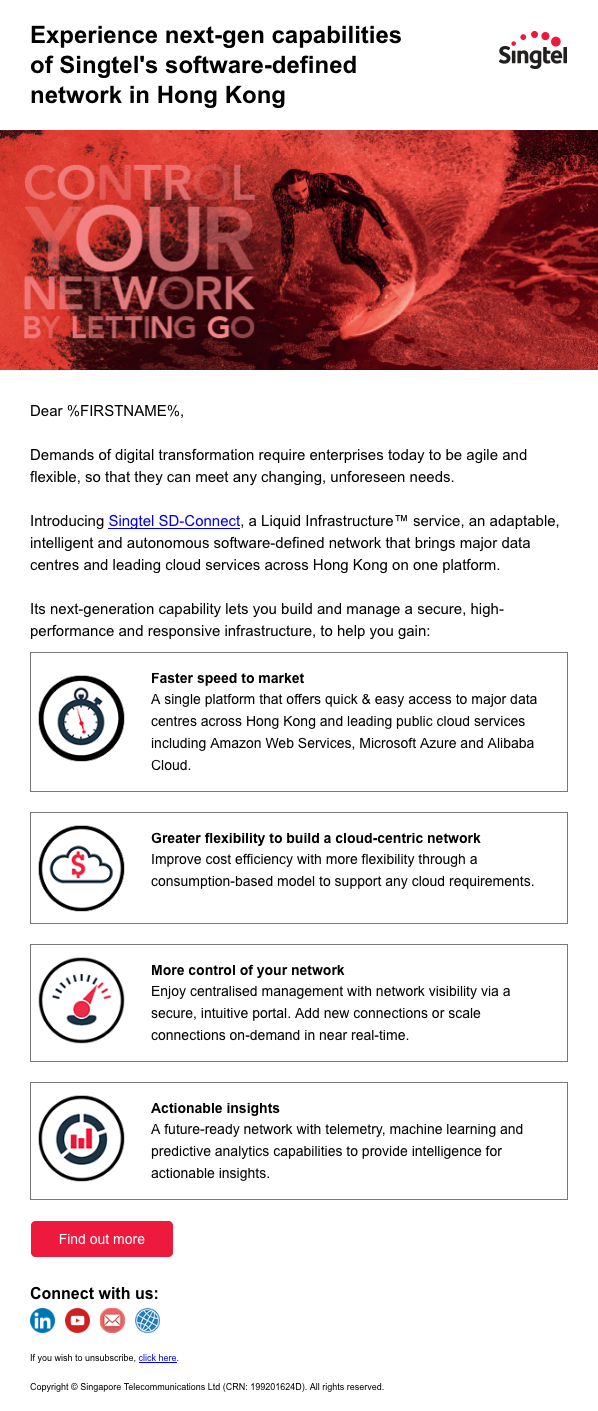 Experience next-gen capabilities
of Singtel's software-defined
network in Hong Kong
Singtel
CONTROL
YOUR
NETWORK
BY LETTING GO
Dear %FIRSTNAME%,
Demands of digital transformation require enterprises today to be agile and
flexible, so that they can meet any changing, unforeseen needs.
Introducing Singtel SD-Connect, a Liquid Infrastructure™ service, an adaptable,
intelligent and autonomous software-defined network that brings major data
centres and leading cloud services across Hong Kong on one platform.
Its next-generation capability lets you build and manage a secure, high-
performance and responsive infrastructure, to help you gain:
Faster speed to market
A single platform that offers quick & easy access to major data
centres across Hong Kong and leading public cloud services
including Amazon Web Services, Microsoft Azure and Alibaba
Cloud.
$
Greater flexibility to build a cloud-centric network
Improve cost efficiency with more flexibility through a
consumption-based model to support any cloud requirements.
More control of your network
Enjoy centralised management with network visibility via a
secure, intuitive portal. Add new connections or scale
connections on-demand in near real-time.
Actionable insights
A future-ready network with telemetry, machine learning and
predictive analytics capabilities to provide intelligence for
actionable insights.
Find out more
Connect with us:
in
If you wish to unsubscribe, click here.
Copyright © Singapore Telecommunications Ltd (CRN: 199201624D). All rights reserved.